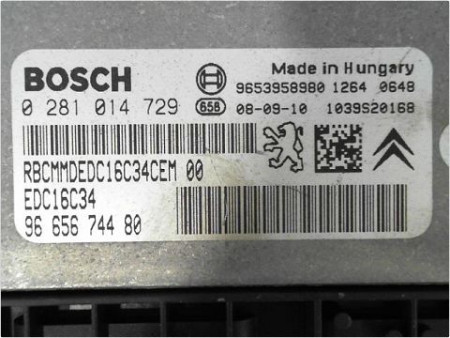 BOSCH
Made in Hungary
9653958980 1264 0648
0 281 014 729
656 08-09-10 1039S20168
RBCMMDEDC16C34CEM 00
EDC16C34
96 656 744 80